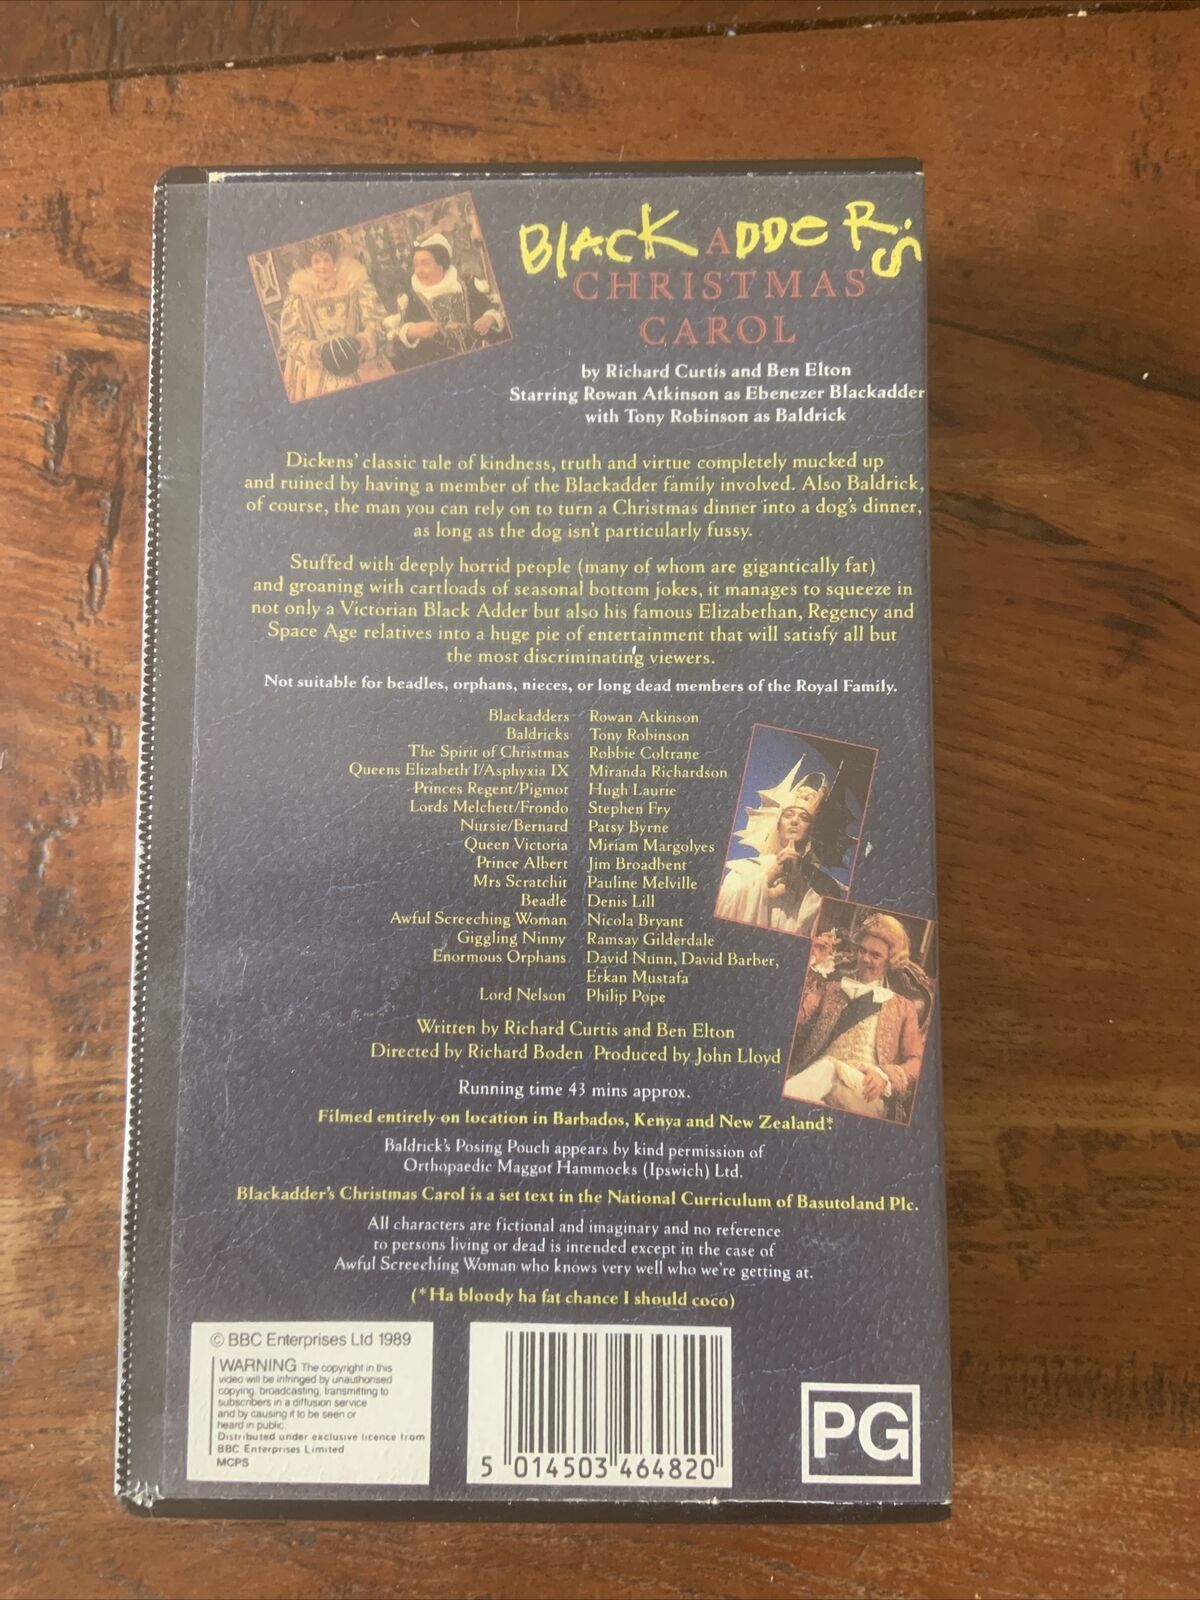 BlACK ADDER'S
CHRISTMAS
CAROL
by Richard Curtis and Ben Elton
Starring Rowan Atkinson as Ebenezer Blackadder
with Tony Robinson as Baldrick
Dickens' classic tale of kindness, truth and virtue completely mucked up
and ruined by having a member of the Blackadder family involved. Also Baldrick,
of course, the man you can rely on to turn a Christmas dinner into a dog's dinner,
as long as the dog isn't particularly fussy.
Stuffed with deeply horrid people (many of whom are gigantically fat)
and groaning with cartloads of seasonal bottom jokes, it manages to squeeze in
not only a Victorian Black Adder but also his famous Elizabethan, Regency and
Space Age relatives into a huge pie of entertainment that will satisfy all but
the most discriminating viewers.
Not suitable for beadles, orphans, nieces, or long dead members of the Royal Family.
Blackadders Rowan Atkinson
Baldricks Tony Robinson
The Spirit of Christmas Robbie Coltrane
Queens Elizabeth I/Asphyxia IX Miranda Richardson
Princes Regent/Pigmot Hugh Laurie
Lords Melchett/Frondo Stephen Fry
Nursie/Bernard Patsy Byrne
Queen Victoria Miriam Margolyes
Prince Albert Jim Broadbent
Mrs Scratchit Pauline Melville
Beadle Denis Lill
Awful Screeching Woman Nicola Bryant
Giggling Ninny Ramsay Gilderdale
Enormous Orphans David Nunn, David Barber,
Erkan Mustafa
Lord Nelson Philip Pope
Written by Richard Curtis and Ben Elton
Directed by Richard Boden Produced by John Lloyd
Running time 43 mins approx.
Filmed entirely on location in Barbados, Kenya and New Zealand*.
Baldrick's Posing Pouch appears by kind permission of
Orthopaedic Maggot Hammocks (Ipswich) Ltd.
Blackadder's Christmas Carol is a set text in the National Curriculum of Basutoland Plc.
All characters are fictional and imaginary and no reference
to persons living or dead is intended except in the case of
Awful Screeching Woman who knows very well who we're getting at.
(*Ha bloody ha fat chance I should coco)
© BBC Enterprises Ltd 1989
WARNING The copyright in this
video will be infringed by unauthorised
copying, broadcasting, transmitting to
subscribers in a diffusion service
and by causing it to be seen or
heard in public.
Distributed under exclusive licence from
BBC Enterprises Limited
MCPS
5 014503 464820
PG